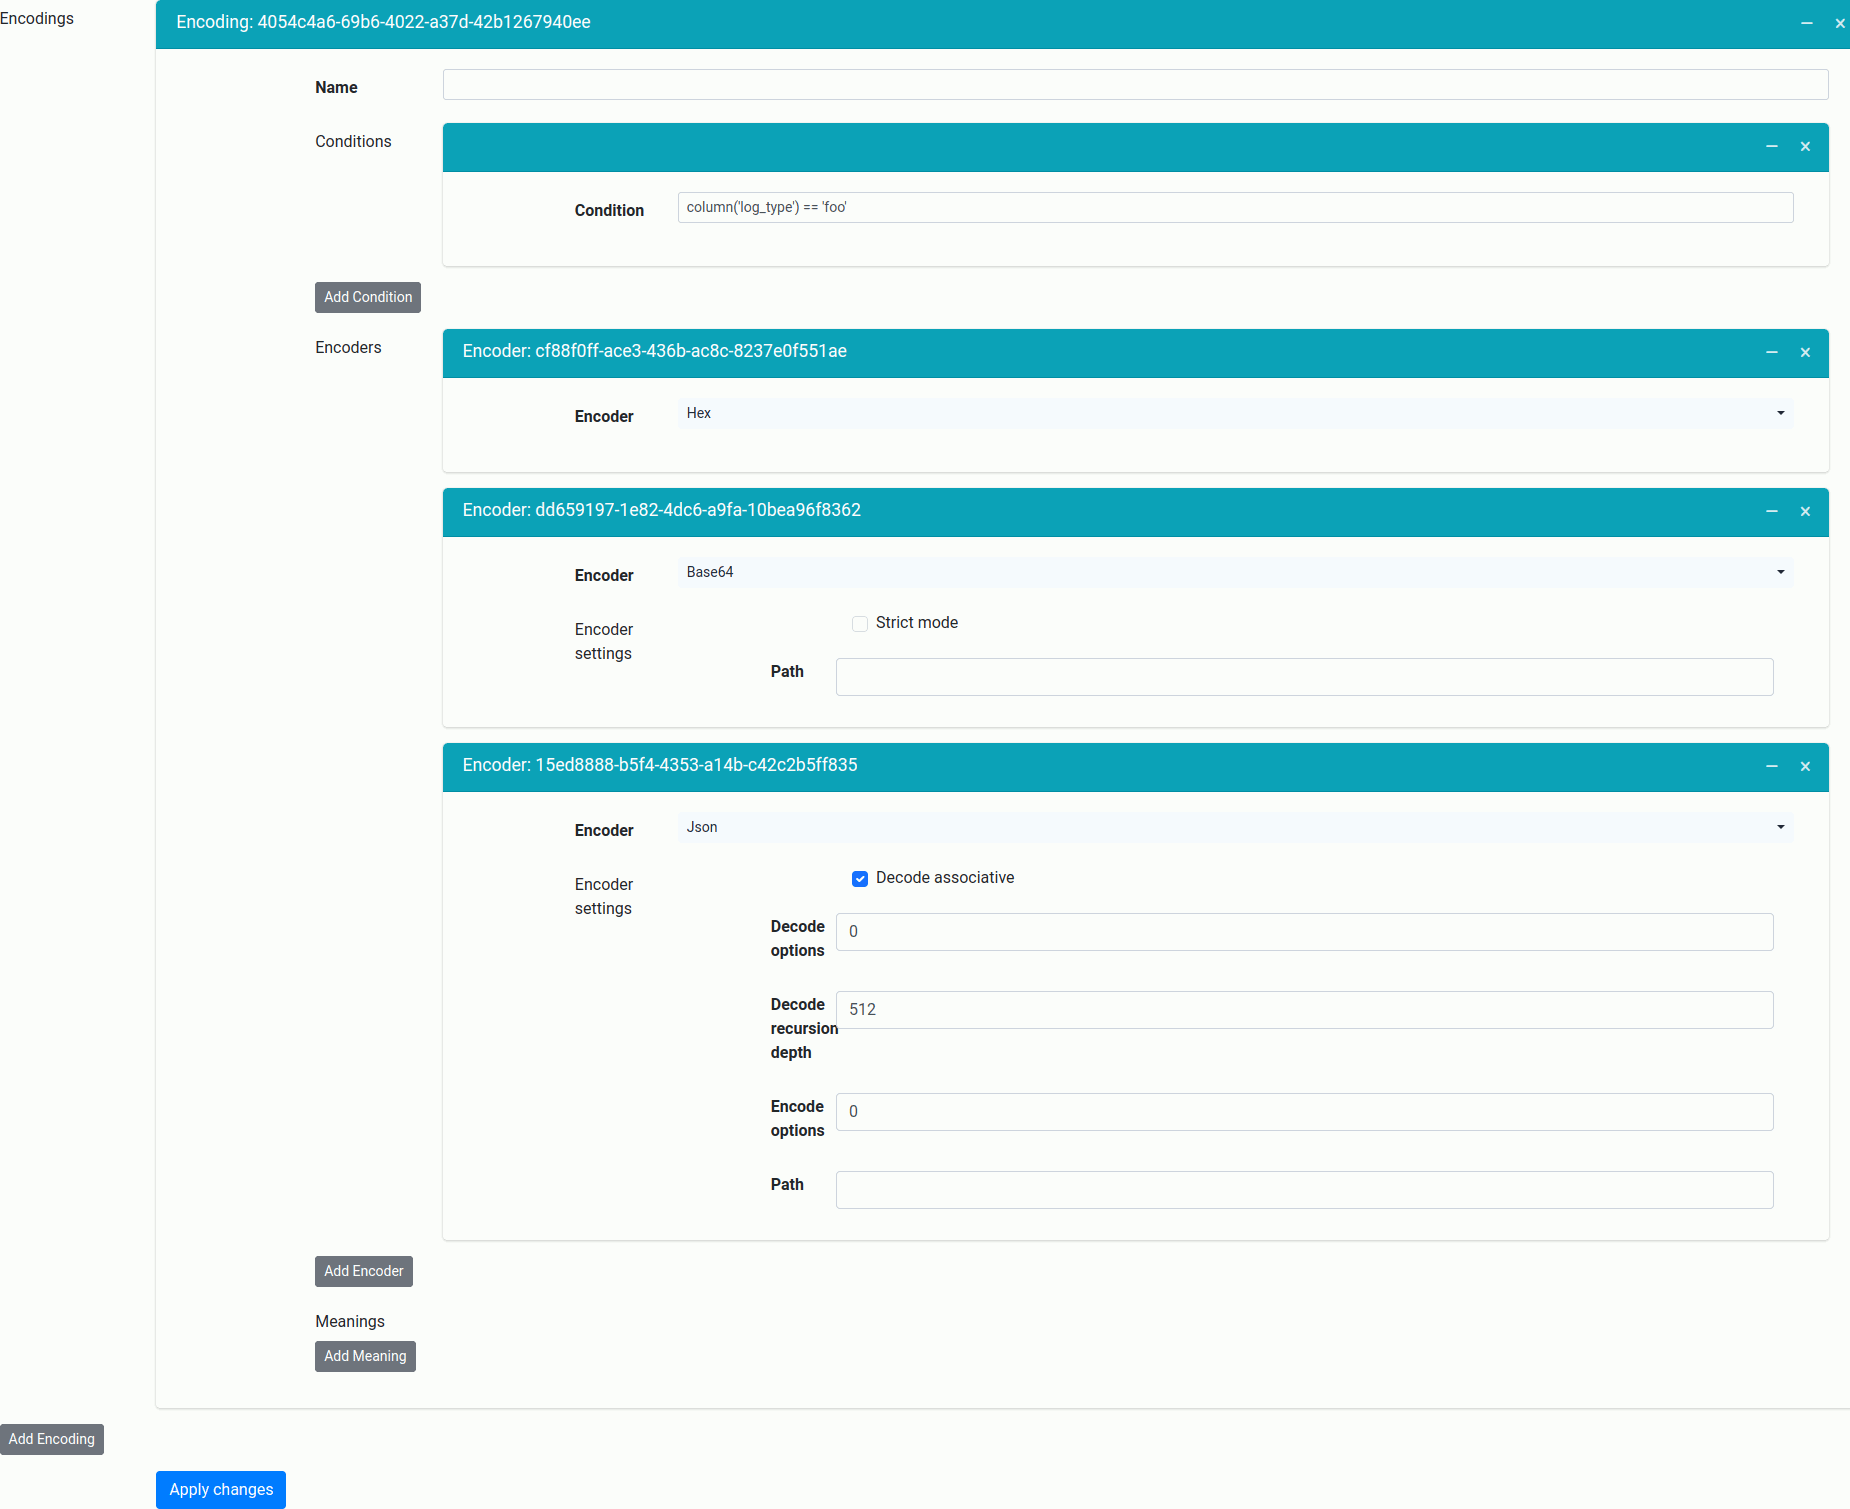 Encodings
Encoding: 4054c4a6-69b6-4022-a37d-42b1267940ee
Name
Conditions
Condition
column('log_type') == 'foo'
Add Condition
Encoders
Encoder: cf88f0ff-ace3-436b-ac8c-8237e0f551ae
Encoder
Hex
Encoder: dd659197-1e82-4dc6-a9fa-10bea96f8362
Encoder
Base64
Encoder
settings
Strict mode
Path
Encoder: 15ed8888-b5f4-4353-a14b-c42c2b5ff835
Encoder
Json
Encoder
settings
Decode associative
Decode
options
0
Decode
recursion
depth
512
Encode
options
0
Path
Add Encoder
Meanings
Add Meaning
Add Encoding
Apply changes